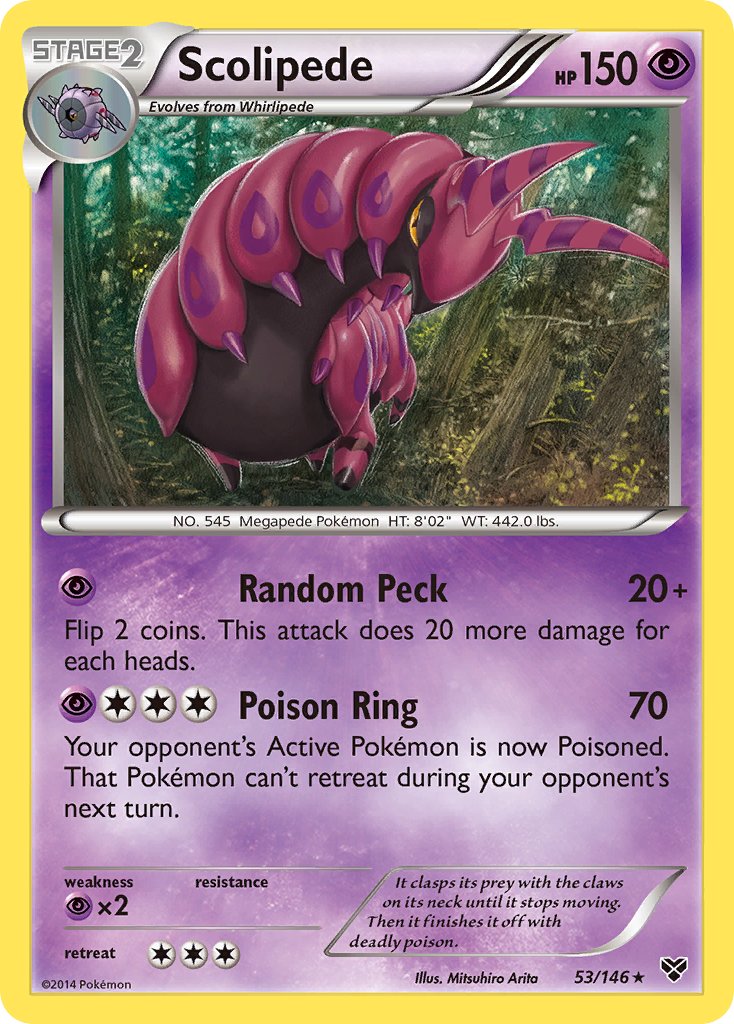 STAGE2
Scolipede
HP150
Evolves from Whirlipede
NO. 545 Megapede Pokémon HT: 8'02" WT: 442.0 lbs.
Random Peck 20+
Flip 2 coins. This attack does 20 more damage for
each heads.
Poison Ring 70
Your opponent's Active Pokémon is now Poisoned.
That Pokémon can't retreat during your opponent's
next turn.
weakness resistance
×2
retreat
It clasps its prey with the claws
on its neck until it stops moving.
Then it finishes it off with
deadly poison.
Illus. Mitsuhiro Arita 53/146★
©2014 Pokémon